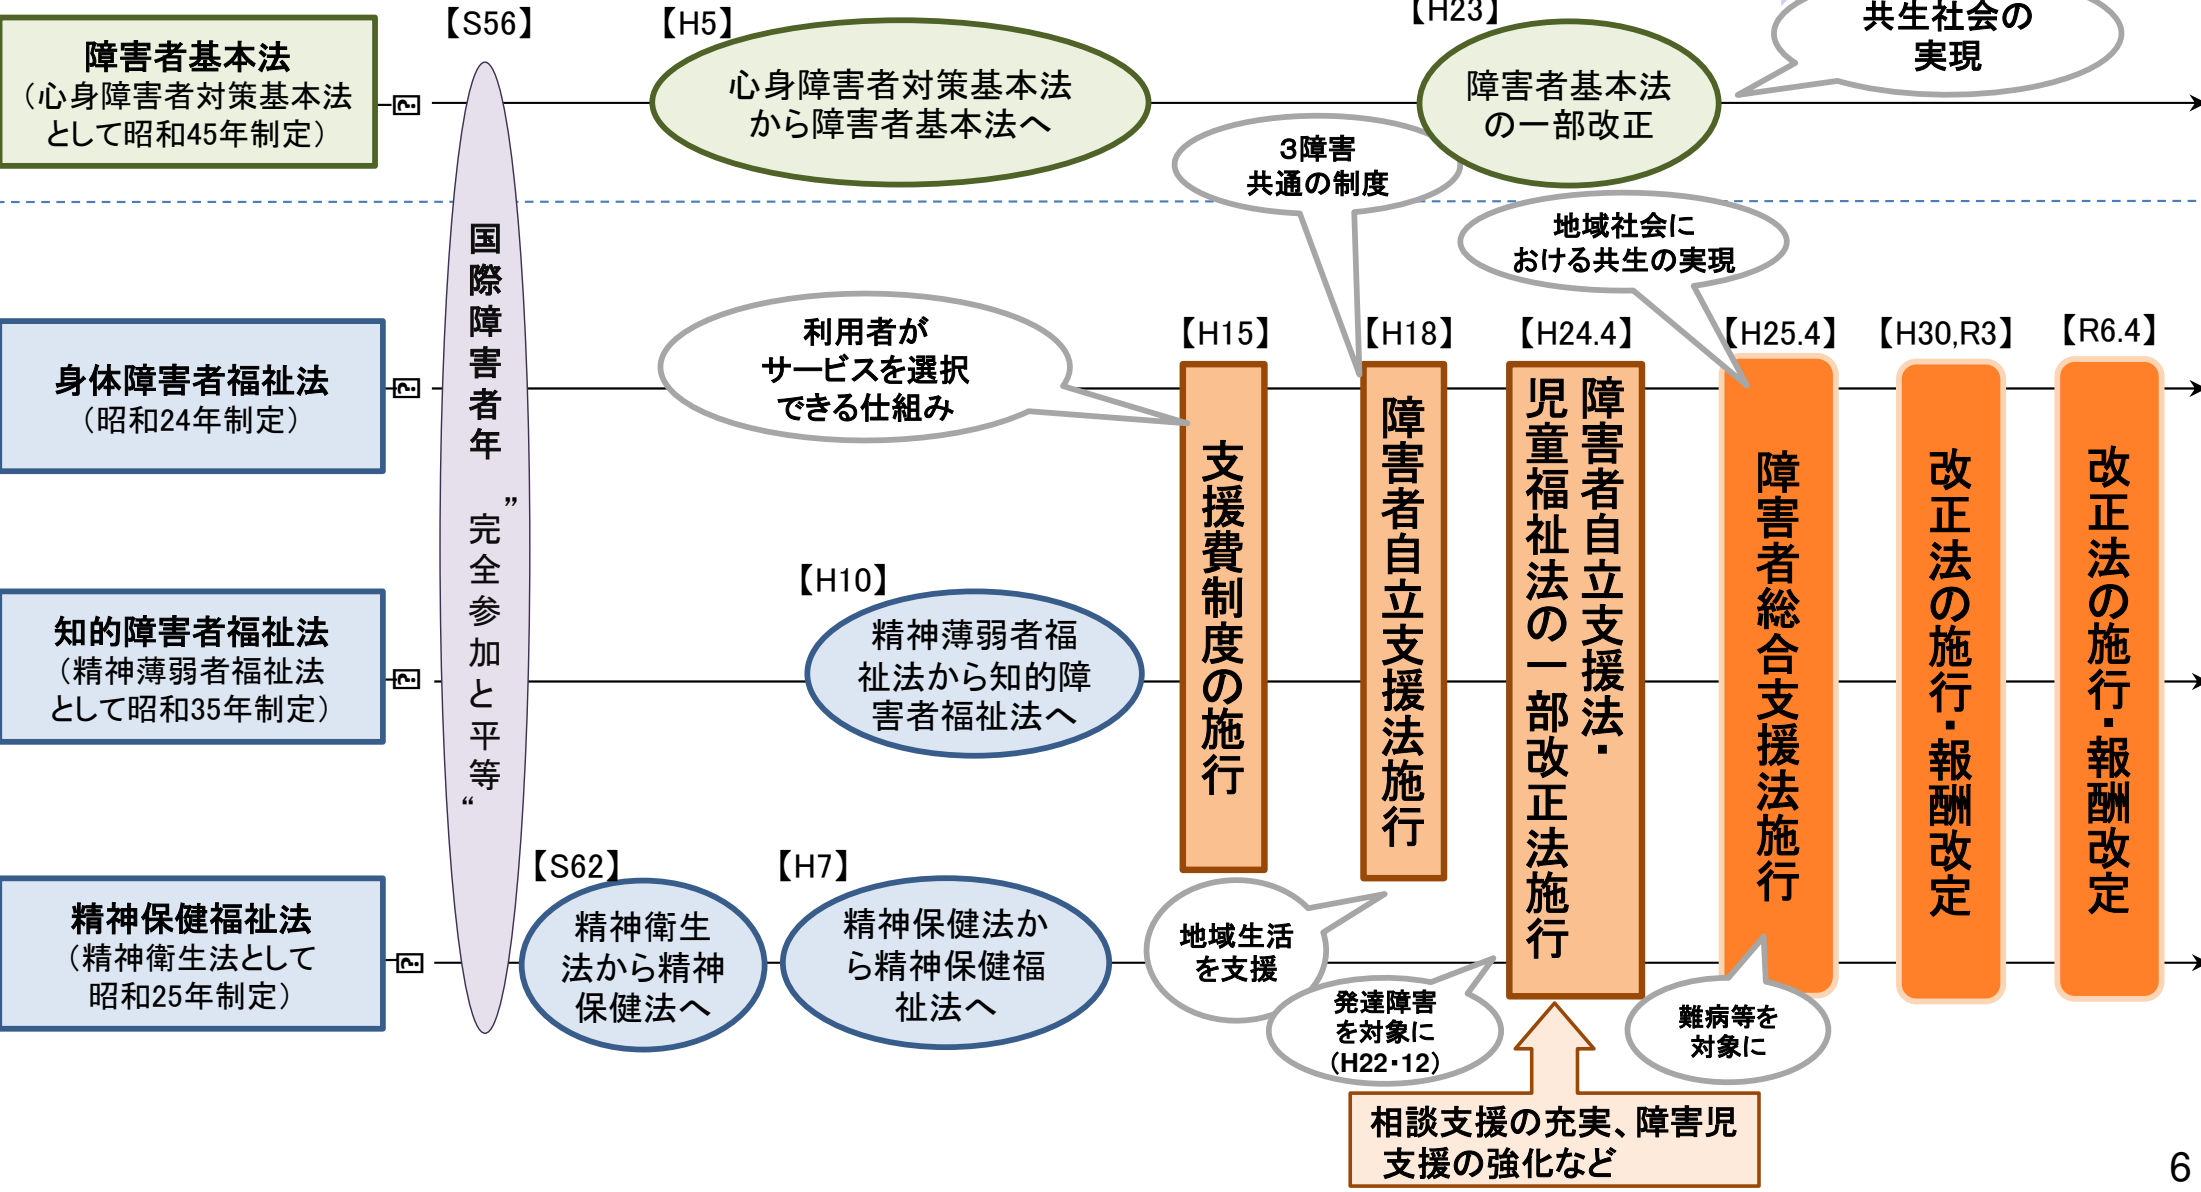 【S56】
【H5】
【H23】
共生社会の
実現
障害者基本法
（心身障害者対策基本法
として昭和45年制定）
心身障害者対策基本法
から障害者基本法へ
障害者基本法
の一部改正
3障害
共通の制度
地域社会に
おける共生の実現
国際障害者年　”完全参加と平等“
利用者が
サービスを選択
できる仕組み
【H15】
【H18】
【H24.4】
【H25.4】
【H30,R3】
【R6.4】
身体障害者福祉法
（昭和24年制定）
支援費制度の施行
障害者自立支援法施行
障害者自立支援法・
児童福祉法の一部改正法施行
障害者総合支援法施行
改正法の施行・報酬改定
改正法の施行・報酬改定
【H10】
知的障害者福祉法
（精神薄弱者福祉法
として昭和35年制定）
精神薄弱者福
祉法から知的障
害者福祉法へ
【S62】
【H7】
精神保健福祉法
（精神衛生法として
昭和25年制定）
精神衛生
法から精神
保健法へ
精神保健法か
ら精神保健福
祉法へ
地域生活
を支援
発達障害
を対象に
（H22・12）
難病等を
対象に
相談支援の充実、障害児
支援の強化など
6